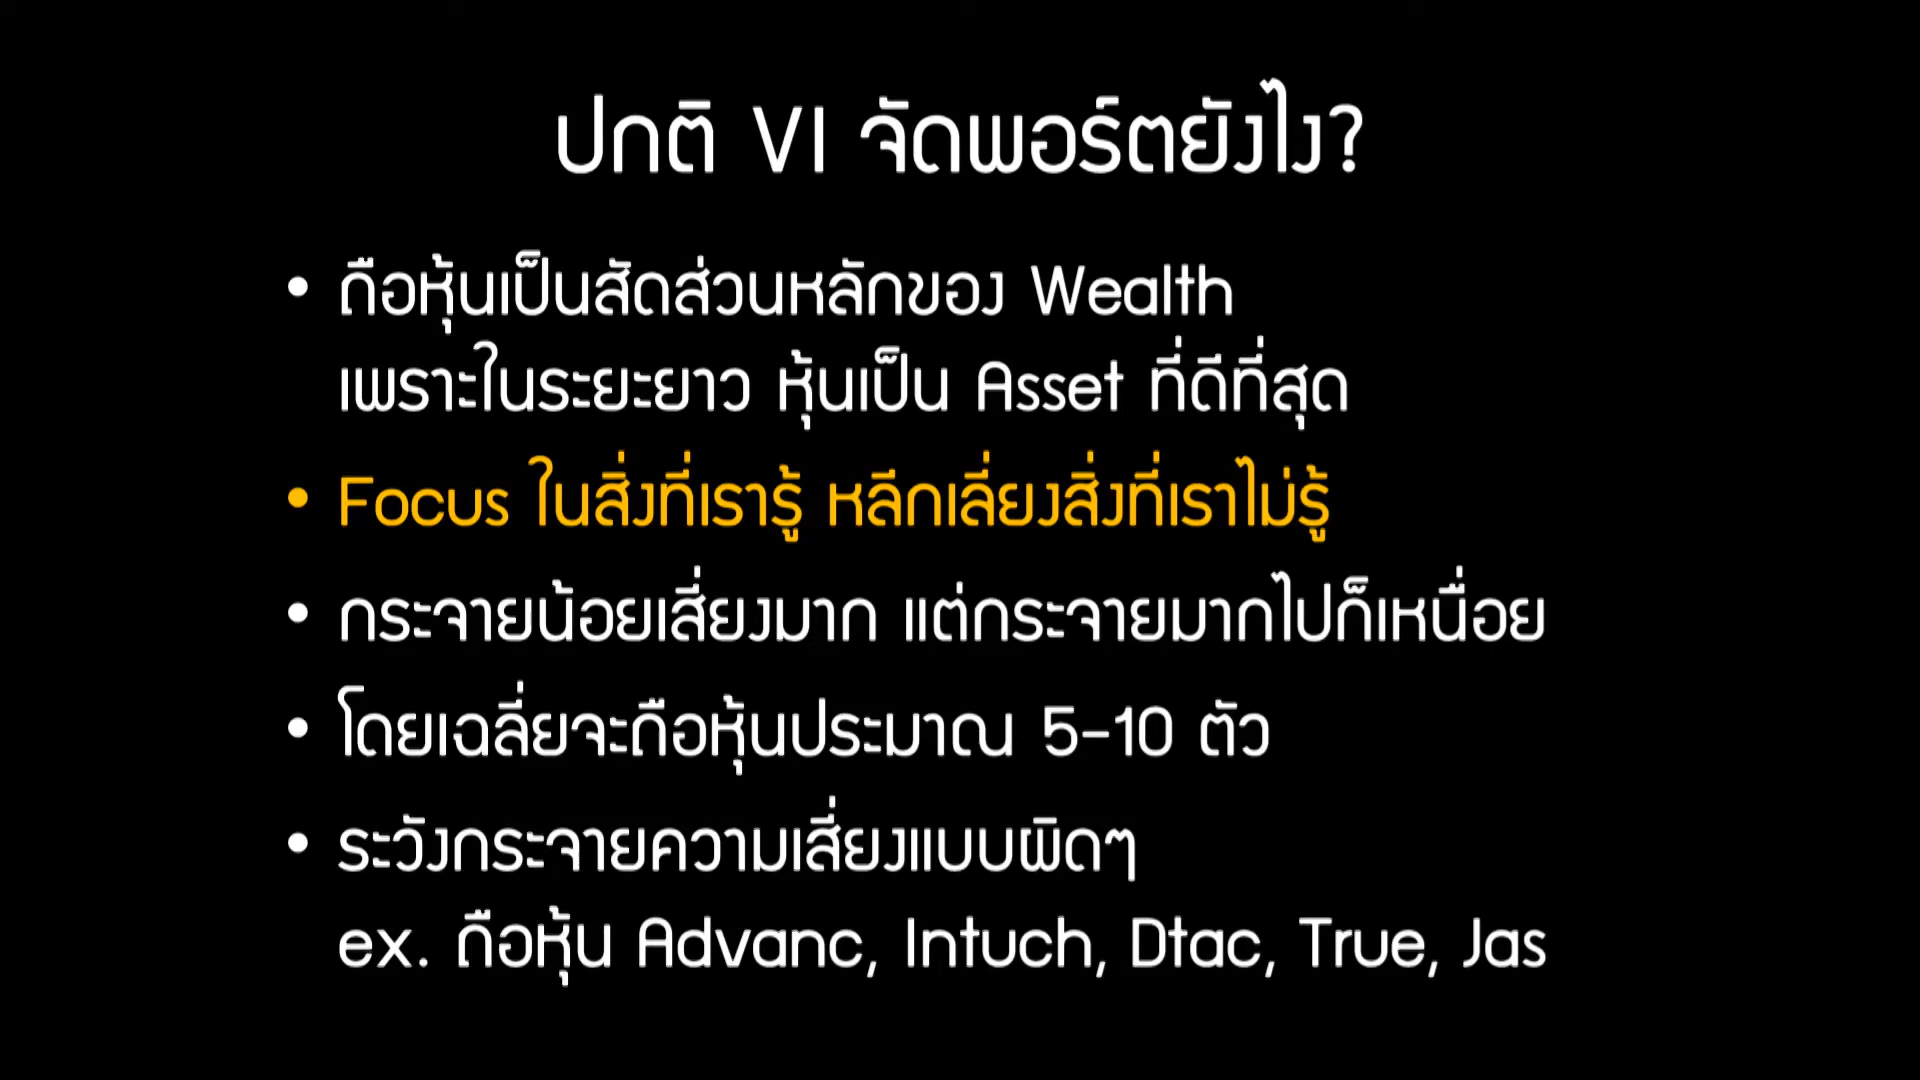 ปกติ VI จัดพอร์ตยังไง?
• ถือหุ้นเป็นสัดส่วนหลักของ Wealth
เพราะในระยะยาว หุ้นเป็น Asset ที่ดีที่สุด
• Focus ในสิ่งที่เรารู้ หลีกเลี่ยงสิ่งที่เราไม่รู้
• กระจายน้อยเสี่ยงมาก แต่กระจายมากไปก็เหนื่อย
• โดยเฉลี่ยจะถือหุ้นประมาณ 5-10 ตัว
• ระวังกระจายความเสี่ยงแบบผิดๆ
ex. ถือหุ้น Advanc, Intuch, Dtac, True, Jas